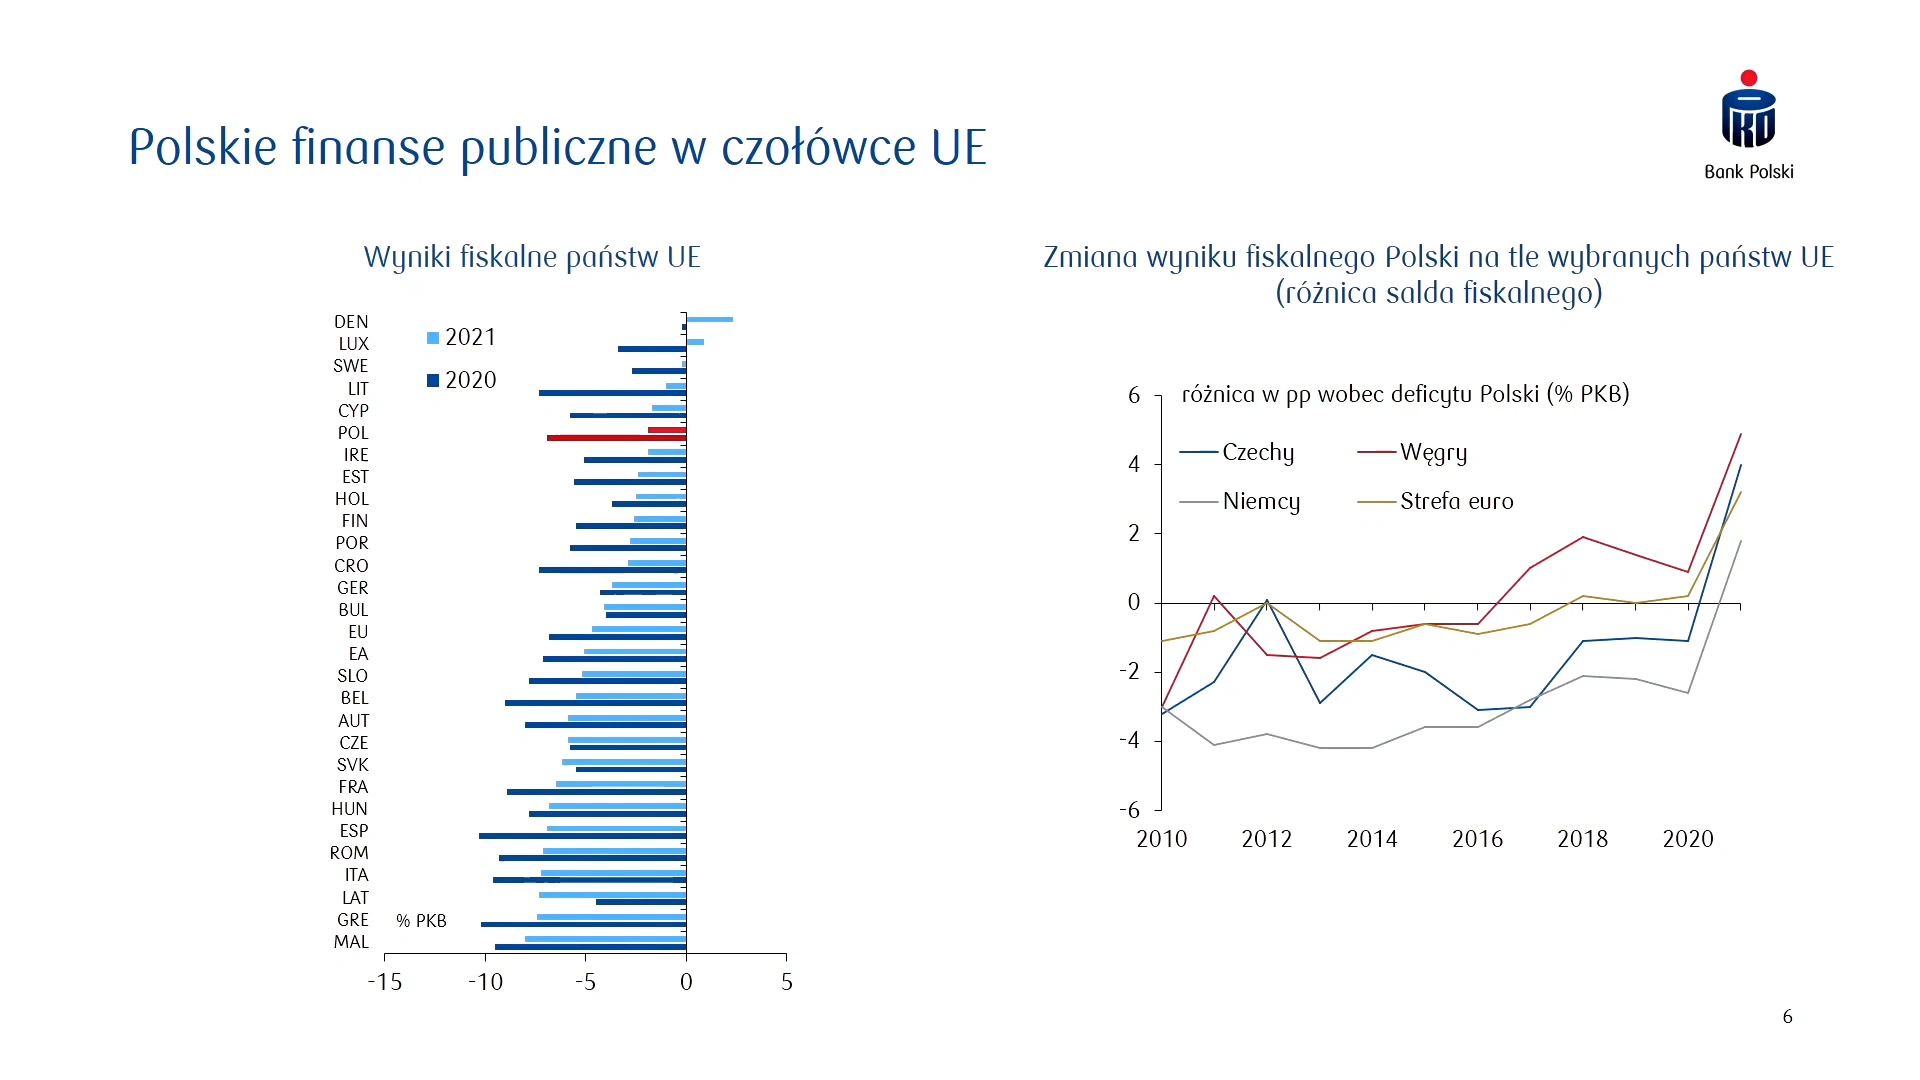 Polskie finanse publiczne w czołówce UE
PKO
Bank Polski
Wyniki fiskalne państw UE
2021
2020
DEN
LUX
SWE
LIT
CYP
POL
IRE
EST
HOL
FIN
POR
CRO
GER
BUL
EU
EA
SLO
BEL
AUT
CZE
SVK
FRA
HUN
ESP
ROM
ITA
LAT
GRE
MAL
% PKB
-15 -10 -5 0 5
Zmiana wyniku fiskalnego Polski na tle wybranych państw UE
(różnica salda fiskalnego)
różnica w pp wobec deficytu Polski (% PKB)
Czechy Węgry
Niemcy Strefa euro
6
4
2
0
-2
-4
-6
2010 2012 2014 2016 2018 2020
6